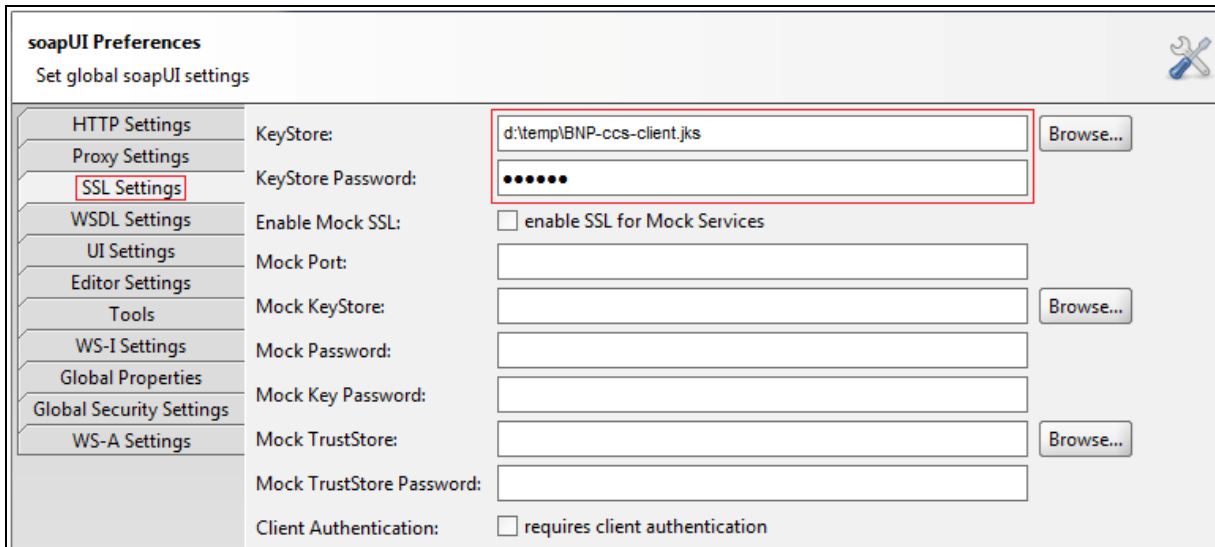 soapUI Preferences
Set global soapUI settings
HTTP Settings
Proxy Settings
SSL Settings
WSDL Settings
UI Settings
Editor Settings
Tools
WS-I Settings
Global Properties
Global Security Settings
WS-A Settings
KeyStore: d:\temp\BNP-ccs-client.jks Browse...
KeyStore Password: ●●●●●●
Enable Mock SSL: enable SSL for Mock Services
Mock Port:
Mock KeyStore: Browse...
Mock Password:
Mock Key Password:
Mock TrustStore: Browse...
Mock TrustStore Password:
Client Authentication: requires client authentication